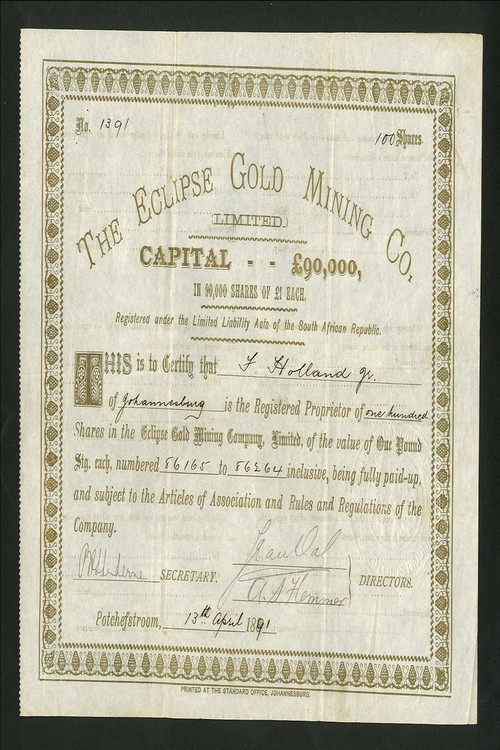 No. 1391
100 Shares.
THE ECLIPSE GOLD MINING CO.
LIMITED.
CAPITAL - - £90,000,
IN 90,000 SHARES OF £1 EACH.
Registered under the Limited Liability Acts of the South African Republic.
THIS is to Certify that F Holland Jr.
of Johannesburg is the Registered Proprietor of one hundred
Shares in the Eclipse Gold Mining Company, Limited, of the value of One Pound
Stg. each, numbered 86165 to 86264 inclusive, being fully paid-up,
and subject to the Articles of Association and Rules and Regulations of the
Company.
SECRETARY.
DIRECTORS.
Potchefstroom, 13th April 1891
PRINTED AT THE STANDARD OFFICE, JOHANNESBURG.